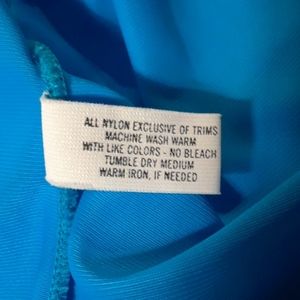 ALL NYLON EXCLUSIVE OF TRIMS
MACHINE WASH WARM
WITH LIKE COLORS - NO BLEACH
TUMBLE DRY MEDIUM
WARM IRON, IF NEEDED